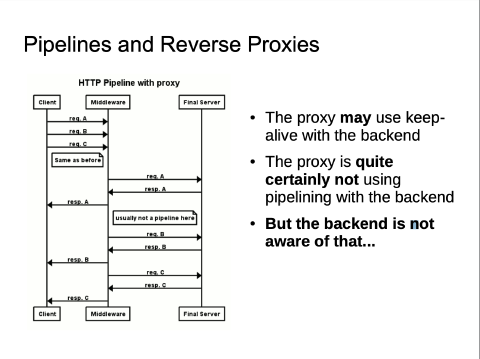 Pipelines and Reverse Proxies
HTTP Pipeline with proxy
Client
Middleware
Final Server
req. A
req. B
req. C
Same as before
req. A
resp. A
resp. A
usually not a pipeline here
req. B
resp. B
resp. B
req. C
resp. C
resp. C
Client
Middleware
Final Server
• The proxy may use keep-
alive with the backend
• The proxy is quite
certainly not using
pipelining with the backend
• But the backend is not
aware of that...